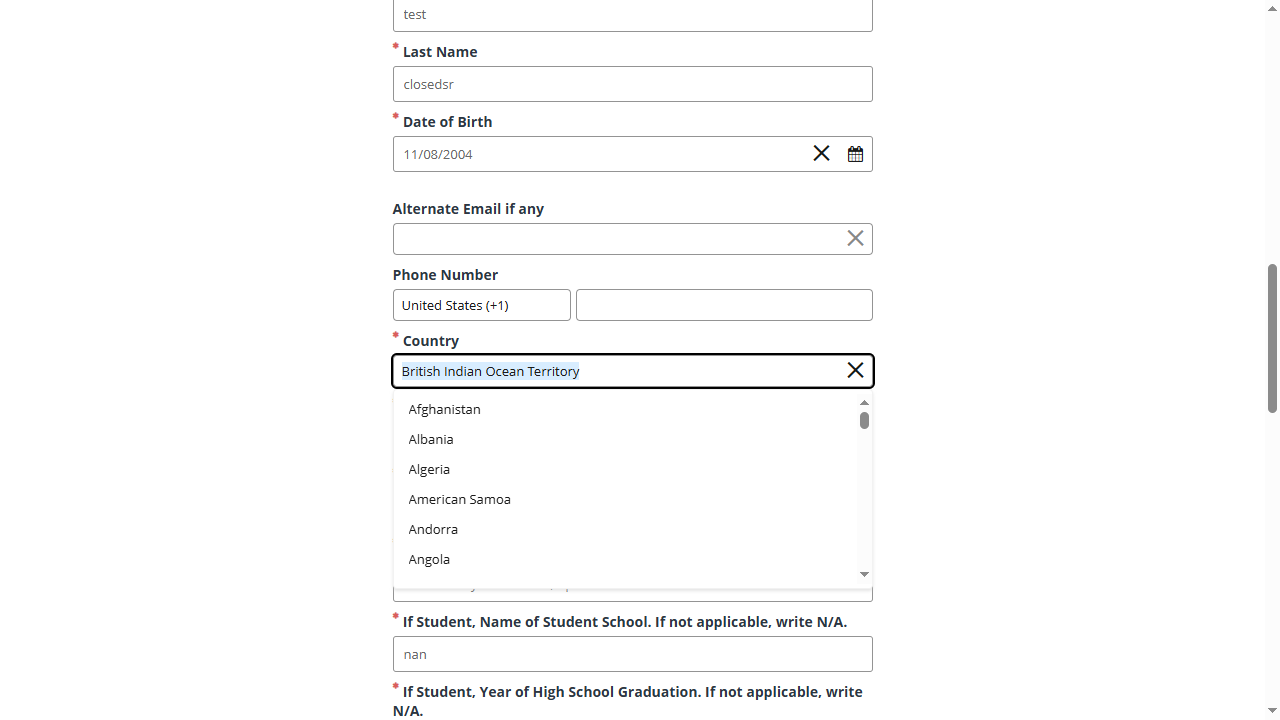 test
* Last Name
closedsr
* Date of Birth
11/08/2004
Alternate Email if any
Phone Number
United States (+1)
* Country
British Indian Ocean Territory
Afghanistan
Albania
Algeria
American Samoa
Andorra
Angola
* If Student, Name of Student School. If not applicable, write N/A.
nan
* If Student, Year of High School Graduation. If not applicable, write
N/A.